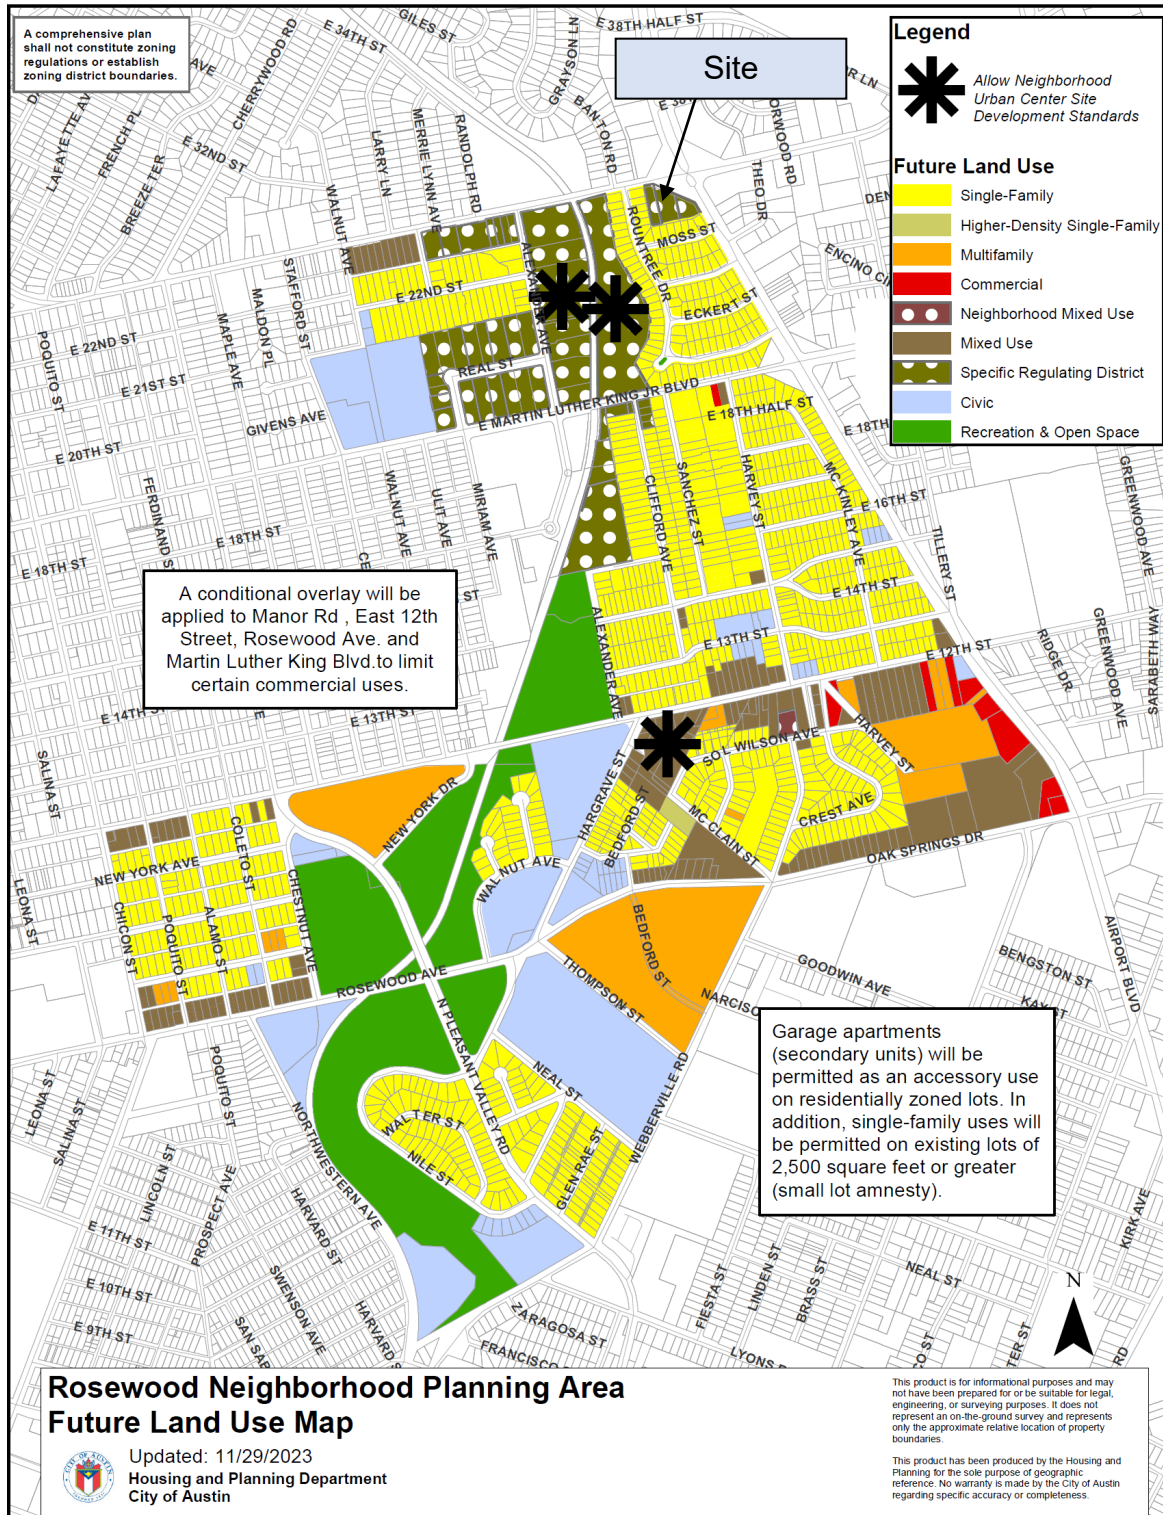 A comprehensive plan
shall not constitute zoning
regulations or establish
zoning district boundaries.
Site
Legend
Allow Neighborhood
Urban Center Site
Development Standards
Future Land Use
Single-Family
Higher-Density Single-Family
Multifamily
Commercial
Neighborhood Mixed Use
Mixed Use
Specific Regulating District
Civic
Recreation & Open Space
GILES ST
E 38TH HALF ST
E 34TH ST
GRAYSON LN
CHERRYWOOD RD
LAFAYETTE AV
FRENCH PL
BREEZE TER
E 32ND ST
BANTON RD
LARRY LN
MERRIE LYNN AVE
RANDOLPH RD
WALNUT AVE
THEO DR
ROUNTREE DR
MOSS ST
ALEXANDER AVE
STAFFORD ST
E 22ND ST
ECKERT ST
MALDON PL
MAPLE AVE
POQUITO ST
E 22ND ST
E 21ST ST
REAL ST
E MARTIN LUTHER KING JR BLVD
E 18TH HALF ST
GIVENS AVE
E 20TH ST
E 18TH
FERDINAND ST
WALNUT AVE
ULIT AVE
MIRIAM AVE
CLIFFORD AVE
SANCHEZ ST
HARVEY ST
MC KINLEY AVE
E 16TH ST
GREENWOOD AVE
TILLERY ST
E 18TH ST
E 18TH ST
E 14TH ST
A conditional overlay will be
applied to Manor Rd , East 12th
Street, Rosewood Ave. and
Martin Luther King Blvd.to limit
certain commercial uses.
ALEXANDER AVE
E 13TH ST
E 12TH ST
RIDGE DR
GREENWOOD AVE
SARABETH WAY
E 14TH ST
E 13TH ST
SALINA ST
SOL WILSON AVE
HARVEY ST
HARGRAVE ST
BEDFORD ST
MC CLAIN ST
CREST AVE
OAK SPRINGS DR
NEW YORK DR
COLETO ST
NEW YORK AVE
LEONA ST
CHICON ST
POQUITO ST
ALAMO ST
CHESTNUT AVE
WALNUT AVE
AIRPORT BLVD
BEDFORD ST
BENGSTON ST
GOODWIN AVE
ROSEWOOD AVE
THOMPSON ST
N PLEASANT VALLEY RD
Garage apartments
(secondary units) will be
permitted as an accessory use
on residentially zoned lots. In
addition, single-family uses will
be permitted on existing lots of
2,500 square feet or greater
(small lot amnesty).
LEONA ST
SALINA ST
POQUITO ST
NEAL ST
WEBBERVILLE RD
WALTER ST
NILE ST
GLEN RAE ST
NORTHWESTERN AVE
LINCOLN ST
PROSPECT AVE
HARVARD ST
E 11TH ST
KIRK AVE
E 10TH ST
SWENSON AVE
FIESTA ST
LINDEN ST
BRASS ST
NEAL ST
N
E 9TH ST
ZARAGOSA ST
Rosewood Neighborhood Planning Area
Future Land Use Map
Updated: 11/29/2023
Housing and Planning Department
City of Austin
This product is for informational purposes and may
not have been prepared for or be suitable for legal,
engineering, or surveying purposes. It does not
represent an on-the-ground survey and represents
only the approximate relative location of property
boundaries.
This product has been produced by the Housing and
Planning for the sole purpose of geographic
reference. No warranty is made by the City of Austin
regarding specific accuracy or completeness.